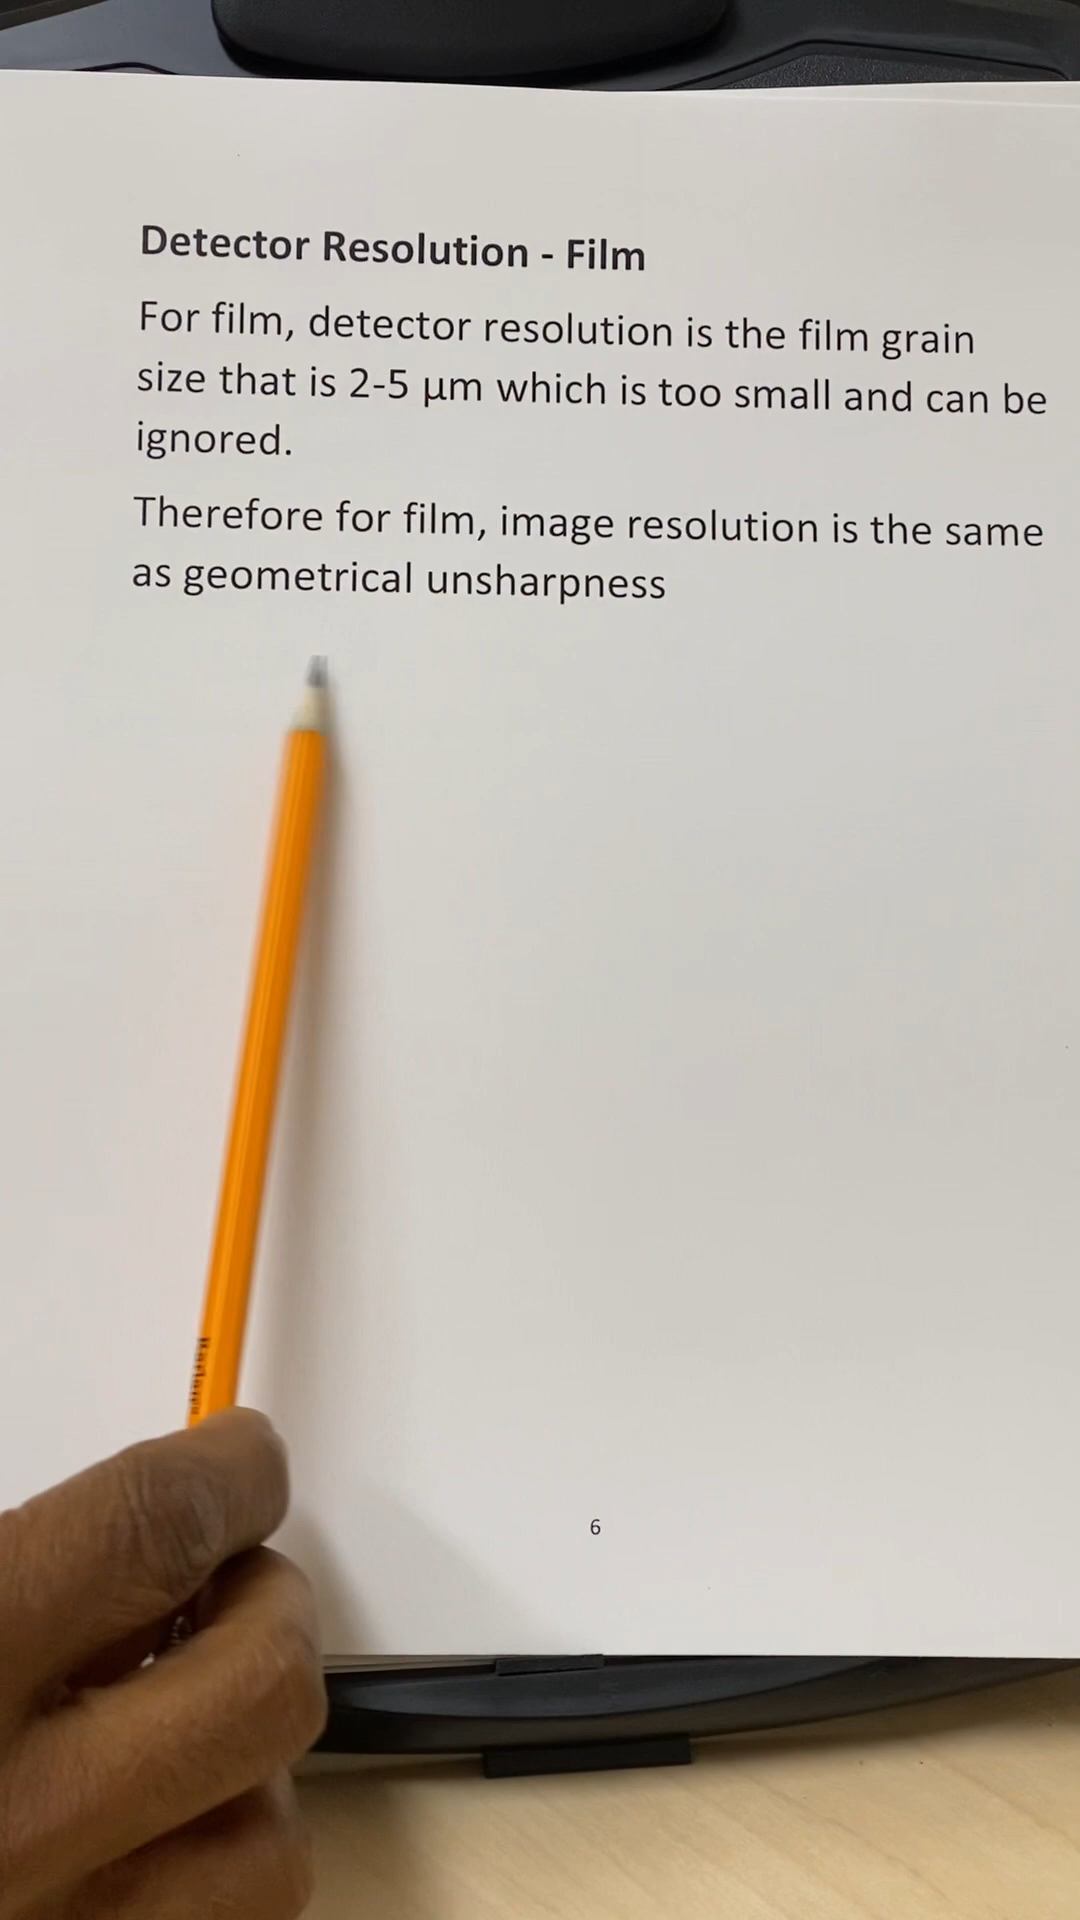 Detector Resolution - Film
For film, detector resolution is the film grain
size that is 2-5 µm which is too small and can be
ignored.
Therefore for film, image resolution is the same
as geometrical unsharpness
6